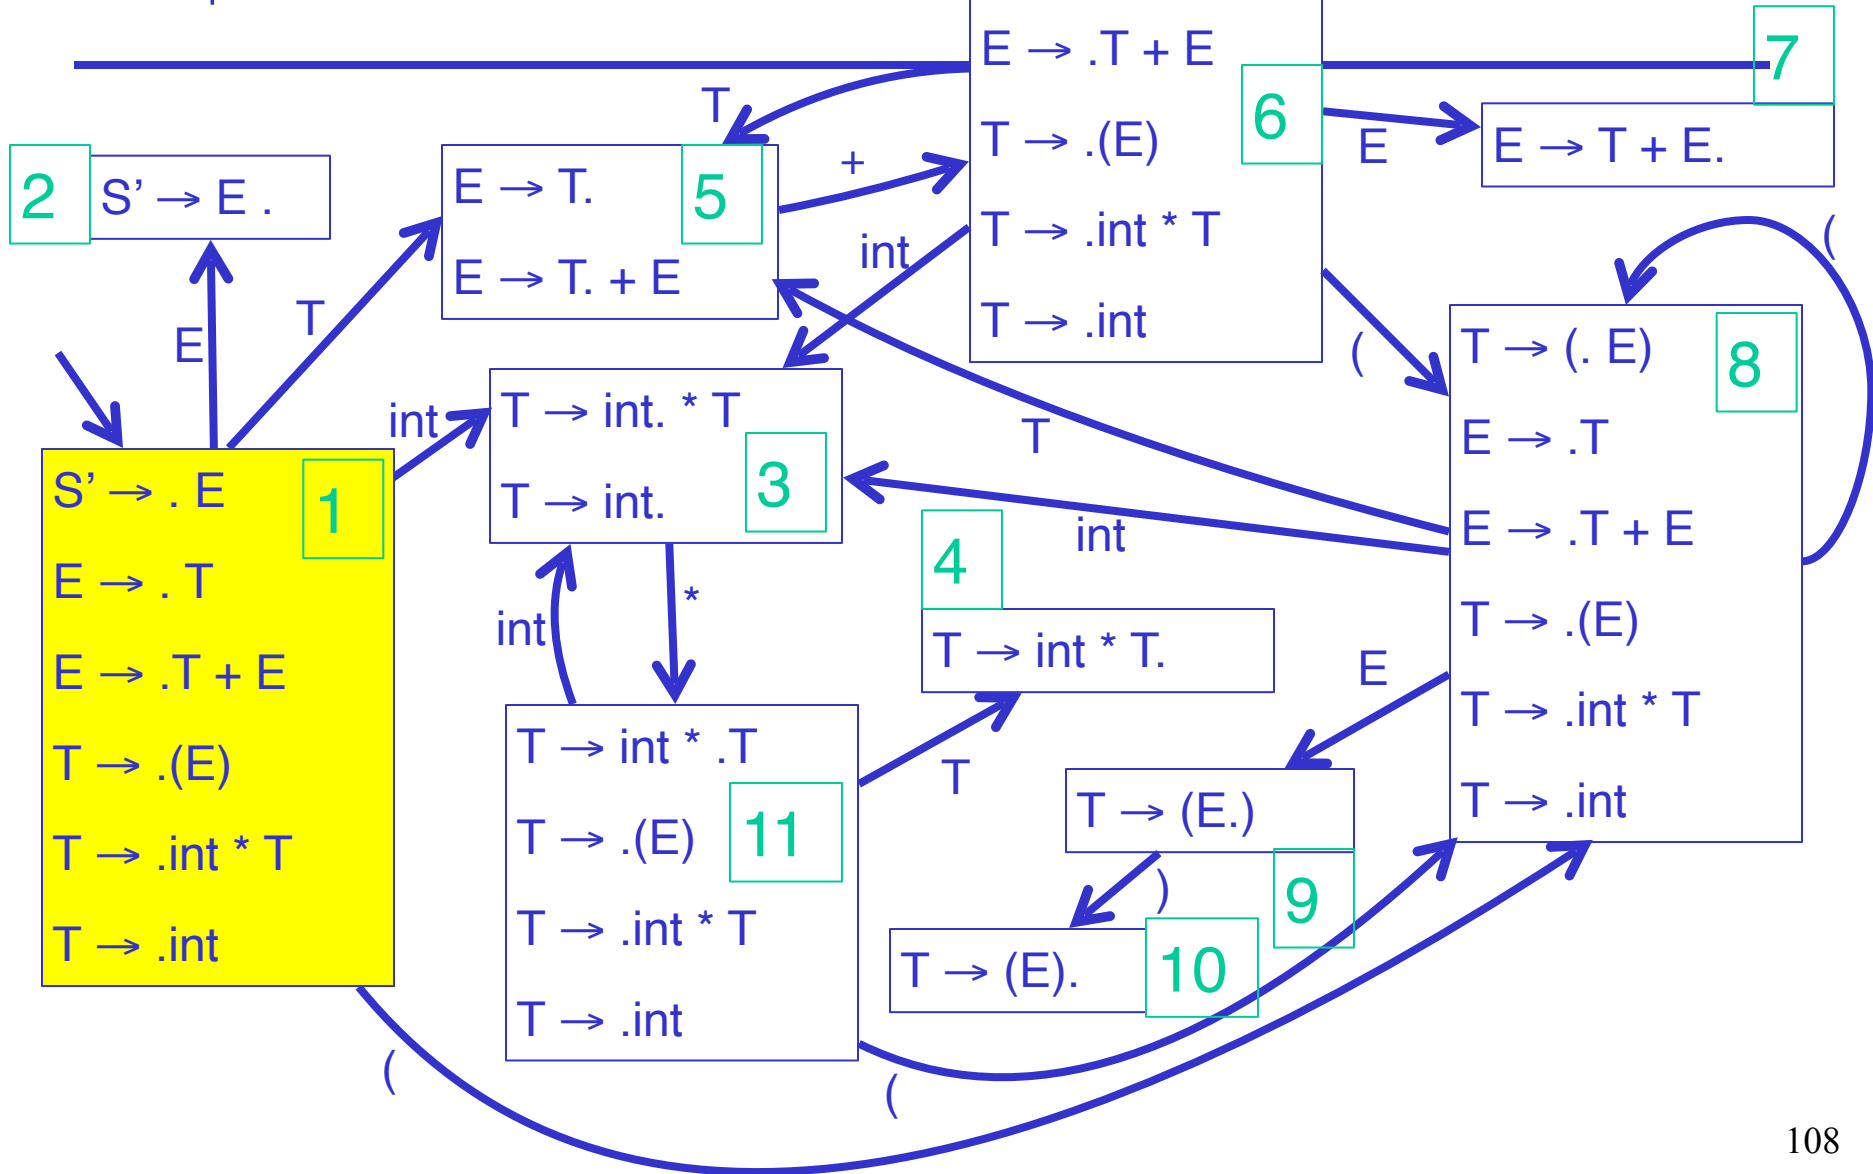 E → .T + E
T → .(E)
T → .int * T
T → .int
6
7
E → T + E.
E
T
+
int
(
2
S' → E .
E
T
E → T.
E → T. + E
5
int
T → int. * T
T → int.
3
S' → . E
E → . T
E → .T + E
T → .(E)
T → .int * T
T → .int
1
(
T → (. E)
E → .T
E → .T + E
T → .(E)
T → .int * T
T → .int
8
(
T
int
E
4
T → int * T.
int
*
T → int * .T
T → .(E)
T → .int * T
T → .int
11
T
(
T → (E.)
9
)
T → (E).
10
108